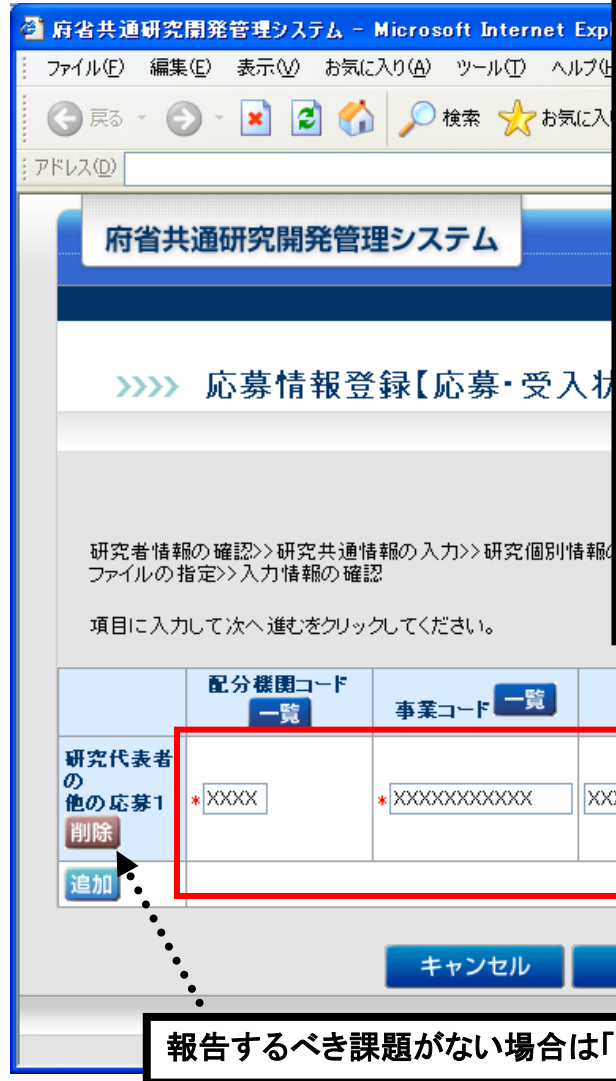 府省共通研究開発管理システム - Microsoft Internet Exp
ファイル(F) 編集(E) 表示(V) お気に入り(A) ツール(T) ヘルプ(H
戻る 検索 お気に入
アドレス(D)
府省共通研究開発管理システム
>>>> 応募情報登録【応募・受入状
研究者情報の確認>>研究共通情報の入力>>研究個別情報の
ファイルの指定>>入力情報の確認
項目に入力して次へ進むをクリックしてください。
配分機関コード
一覧
事業コード 一覧
研究代表者
の
他の応募1
削除
* XXXX * XXXXXXXXXXX XXX
追加
キャンセル
報告するべき課題がない場合は「